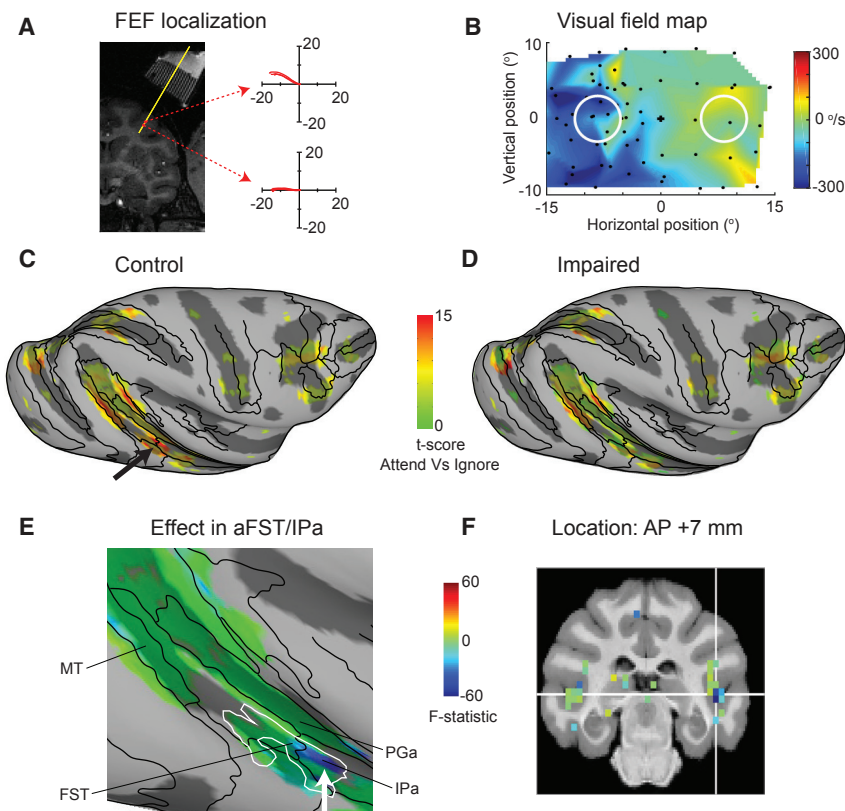 A
FEF localization
20
-20
20
-20
20
-20
20
-20
B
Visual field map
10
0
-10
Vertical position (°)
-15
0
15
Horizontal position (°)
300
0 °/s
-300
C
Control
15
0
t-score
Attend Vs Ignore
D
Impaired
E
Effect in aFST/IPa
MT
FST
PGa
IPa
60
0
-60
F-statistic
F
Location: AP +7 mm